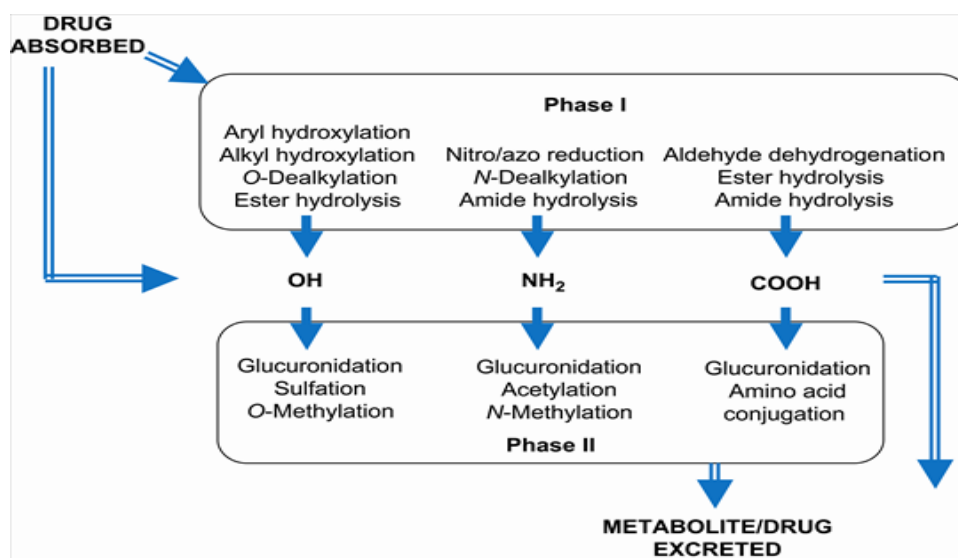 DRUG
ABSORBED
Phase I
Aryl hydroxylation
Alkyl hydroxylation
O-Dealkylation
Ester hydrolysis
Nitro/azo reduction
N-Dealkylation
Amide hydrolysis
Aldehyde dehydrogenation
Ester hydrolysis
Amide hydrolysis
OH
NH₂
COOH
Glucuronidation
Sulfation
O-Methylation
Glucuronidation
Acetylation
N-Methylation
Glucuronidation
Amino acid
conjugation
Phase II
METABOLITE/DRUG
EXCRETED